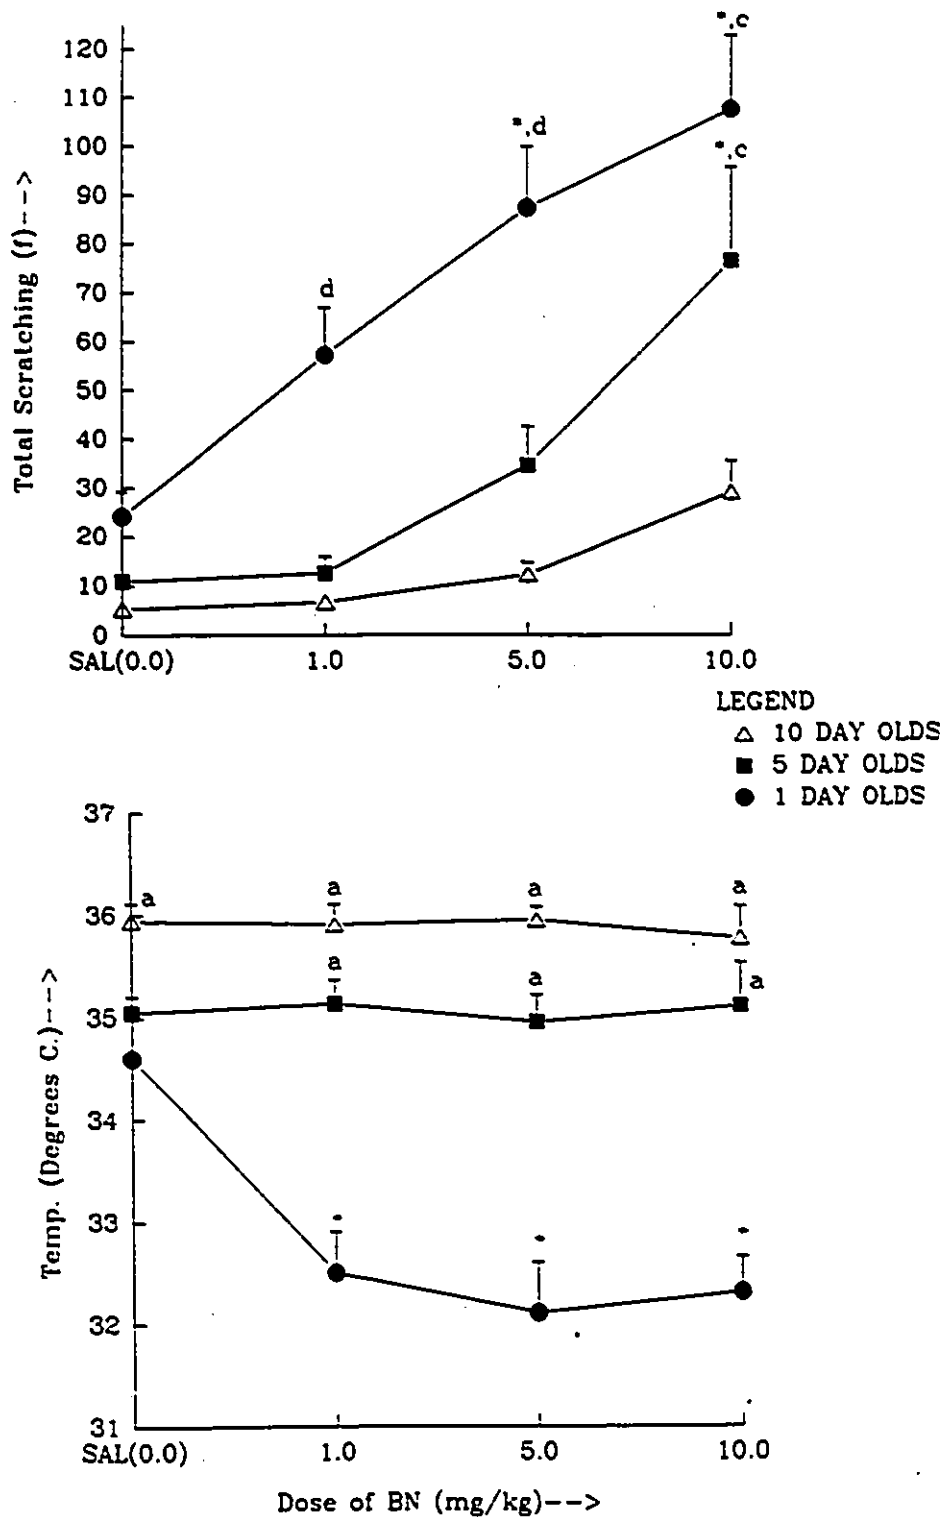 *,c
120
110
100
*,d
*,c
90
80
70
d
60
50
40
30
20
10
0
SAL(0.0) 1.0 5.0 10.0
Total Scratching (f)-->
LEGEND
△ 10 DAY OLDS
■ 5 DAY OLDS
● 1 DAY OLDS
37
a a a a
36
a a a
35
34
33
* * *
32
31
SAL(0.0) 1.0 5.0 10.0
Temp. (Degrees C.)--->
Dose of BN (mg/kg)-->